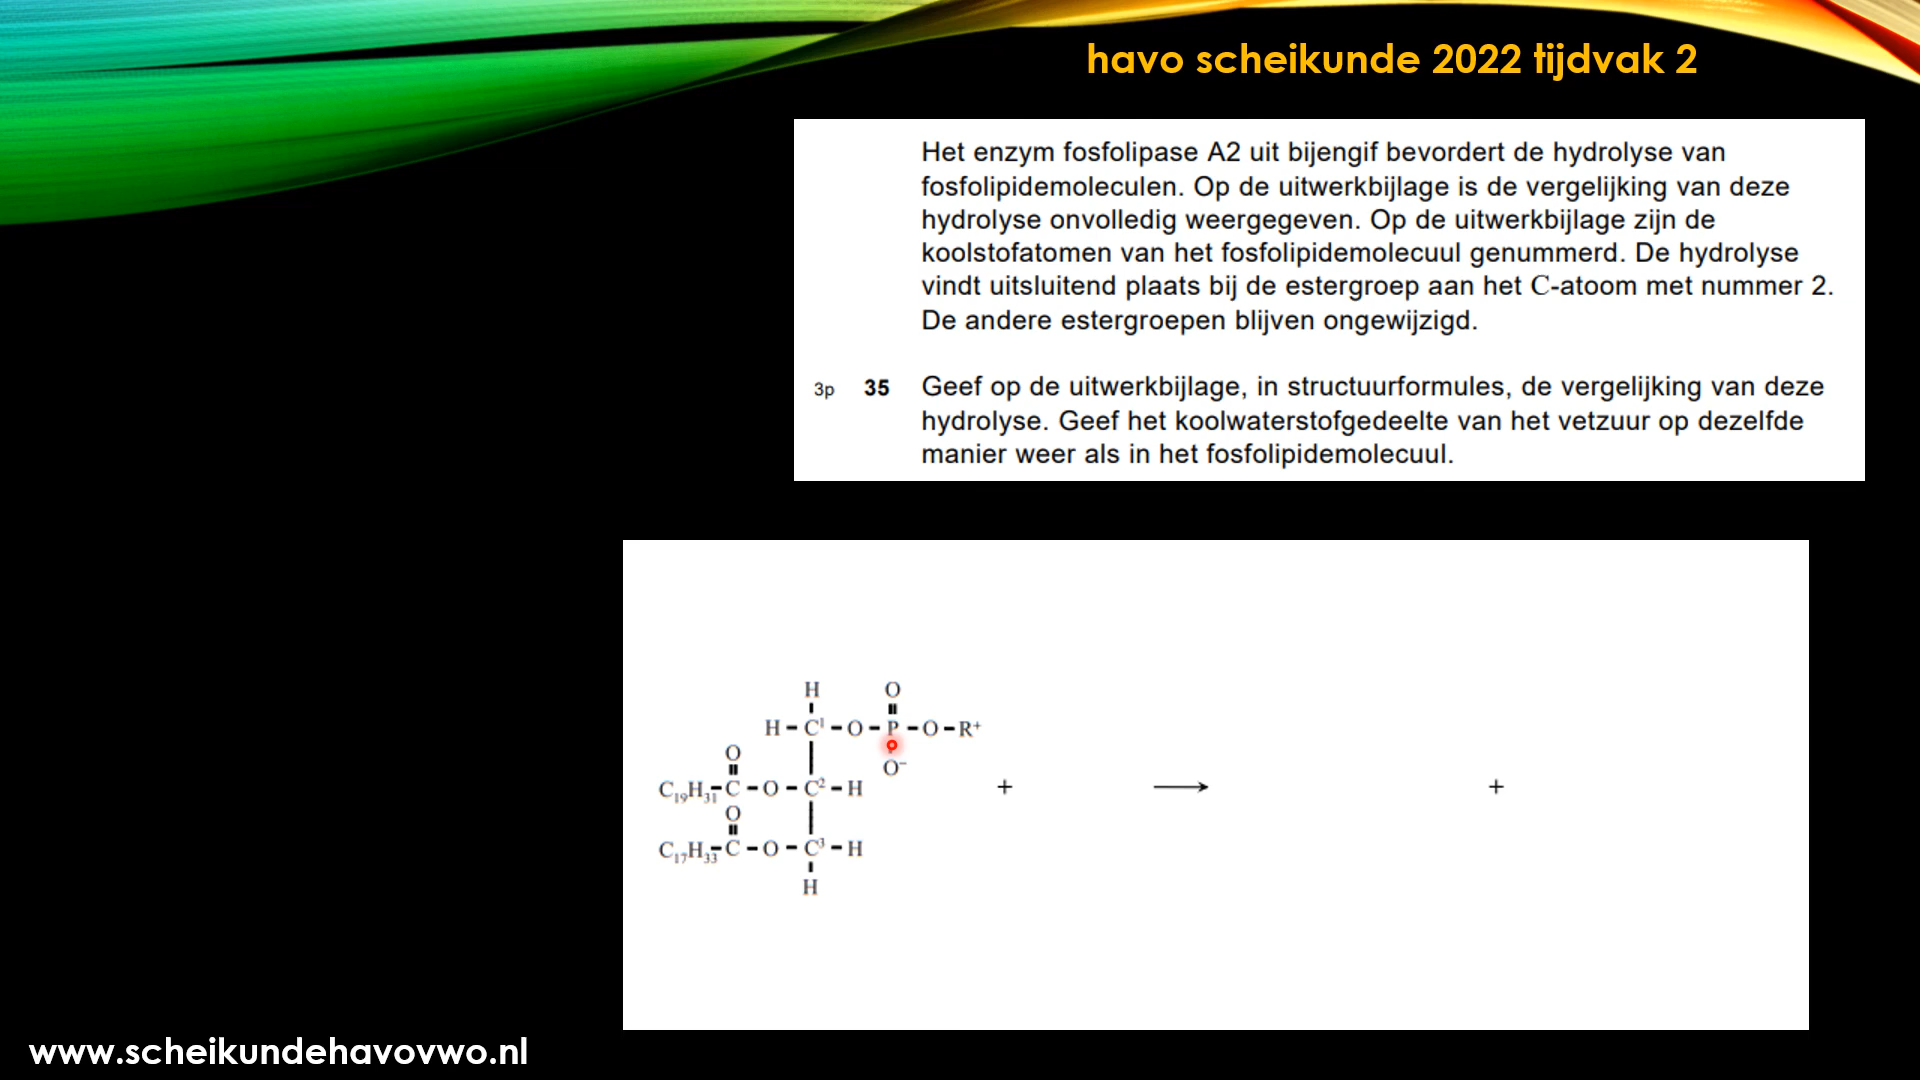 havo scheikunde 2022 tijdvak 2
Het enzym fosfolipase A2 uit bijengif bevordert de hydrolyse van
fosfolipidemoleculen. Op de uitwerkbijlage is de vergelijking van deze
hydrolyse onvolledig weergegeven. Op de uitwerkbijlage zijn de
koolstofatomen van het fosfolipidemolecuul genummerd. De hydrolyse
vindt uitsluitend plaats bij de estergroep aan het C-atoom met nummer 2.
De andere estergroepen blijven ongewijzigd.
3p 35 Geef op de uitwerkbijlage, in structuurformules, de vergelijking van deze
hydrolyse. Geef het koolwaterstofgedeelte van het vetzuur op dezelfde
manier weer als in het fosfolipidemolecuul.
H O
H – C¹ – O – P – O – R⁺
O O⁻
C₁₉H₃₁ – C – O – C² – H + ⟶ +
O
C₁₇H₃₃ – C – O – C³ – H
H
www.scheikundehavovwo.nl